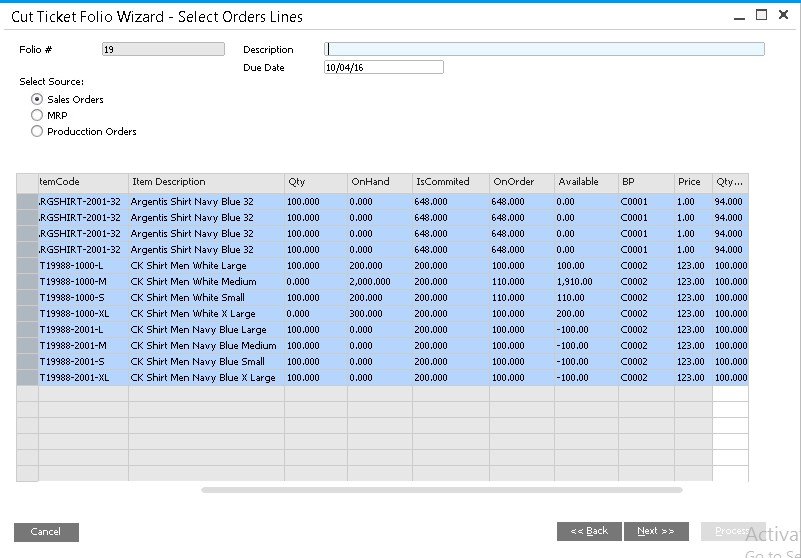 Cut Ticket Folio Wizard - Select Orders Lines
Folio # 19 Description
Due Date 10/04/16
Select Source:
Sales Orders
MRP
Producction Orders
temCode Item Description Qty OnHand IsCommited OnOrder Available BP Price Qty...
.RGSHIRT-2001-32 Argentis Shirt Navy Blue 32 100.000 0.000 648.000 648.000 0.00 C0001 1.00 94.000
.RGSHIRT-2001-32 Argentis Shirt Navy Blue 32 100.000 0.000 648.000 648.000 0.00 C0001 1.00 94.000
.RGSHIRT-2001-32 Argentis Shirt Navy Blue 32 100.000 0.000 648.000 648.000 0.00 C0001 1.00 94.000
.RGSHIRT-2001-32 Argentis Shirt Navy Blue 32 100.000 0.000 648.000 648.000 0.00 C0001 1.00 94.000
T19988-1000-L CK Shirt Men White Large 100.000 200.000 200.000 100.000 100.00 C0002 123.00 100.000
T19988-1000-M CK Shirt Men White Medium 0.000 2,000.000 200.000 110.000 1,910.00 C0002 123.00 100.000
T19988-1000-S CK Shirt Men White Small 100.000 200.000 200.000 110.000 110.00 C0002 123.00 100.000
T19988-1000-XL CK Shirt Men White X Large 0.000 300.000 200.000 100.000 200.00 C0002 123.00 100.000
T19988-2001-L CK Shirt Men Navy Blue Large 100.000 0.000 200.000 100.000 -100.00 C0002 123.00 100.000
T19988-2001-M CK Shirt Men Navy Blue Medium 100.000 0.000 200.000 100.000 -100.00 C0002 123.00 100.000
T19988-2001-S CK Shirt Men Navy Blue Small 100.000 0.000 200.000 100.000 -100.00 C0002 123.00 100.000
T19988-2001-XL CK Shirt Men Navy Blue X Large 100.000 0.000 200.000 100.000 -100.00 C0002 123.00 100.000
Cancel << Back Next >> Process
Activa
Go to Se